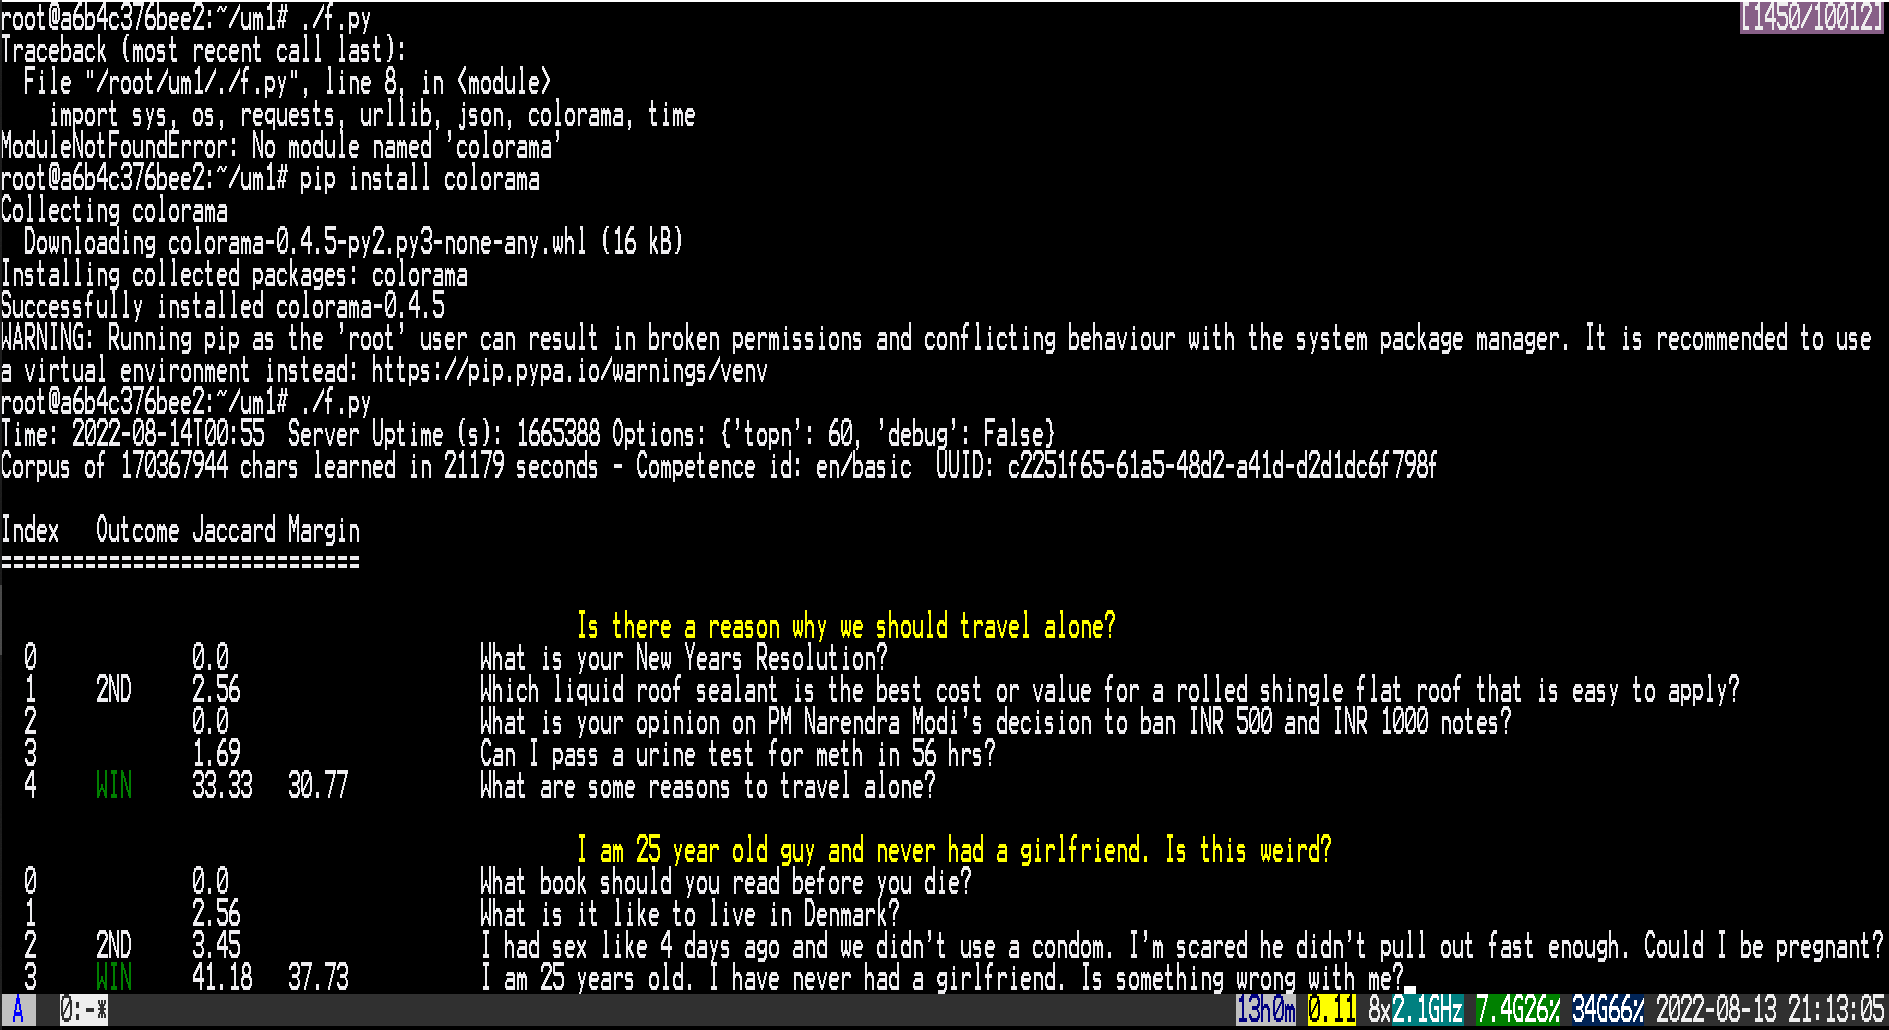 root@a6b4c376bee2:~/um1# ./f.py [1450/10012]
Traceback (most recent call last):
  File "/root/um1/./f.py", line 8, in <module>
    import sys, os, requests, urllib, json, colorama, time
ModuleNotFoundError: No module named 'colorama'
root@a6b4c376bee2:~/um1# pip install colorama
Collecting colorama
  Downloading colorama-0.4.5-py2.py3-none-any.whl (16 kB)
Installing collected packages: colorama
Successfully installed colorama-0.4.5
WARNING: Running pip as the 'root' user can result in broken permissions and conflicting behaviour with the system package manager. It is recommended to use
a virtual environment instead: https://pip.pypa.io/warnings/venv
root@a6b4c376bee2:~/um1# ./f.py
Time: 2022-08-14T00:55  Server Uptime (s): 1665388 Options: {'topn': 60, 'debug': False}
Corpus of 170367944 chars learned in 21179 seconds - Competence id: en/basic  UUID: c2251f65-61a5-48d2-a41d-d2d1dc6f798f
Index   Outcome Jaccard Margin
==============================
Is there a reason why we should travel alone?
0 0.0 What is your New Years Resolution?
1 2ND 2.56 Which liquid roof sealant is the best cost or value for a rolled shingle flat roof that is easy to apply?
2 0.0 What is your opinion on PM Narendra Modi's decision to ban INR 500 and INR 1000 notes?
3 1.69 Can I pass a urine test for meth in 56 hrs?
4 WIN 33.33 30.77 What are some reasons to travel alone?
I am 25 year old guy and never had a girlfriend. Is this weird?
0 0.0 What book should you read before you die?
1 2.56 What is it like to live in Denmark?
2 2ND 3.45 I had sex like 4 days ago and we didn't use a condom. I'm scared he didn't pull out fast enough. Could I be pregnant?
3 WIN 41.18 37.73 I am 25 years old. I have never had a girlfriend. Is something wrong with me?
A 0:-* 13h0m 0.11 8x2.1GHz 7.4G26% 34G66% 2022-08-13 21:13:05